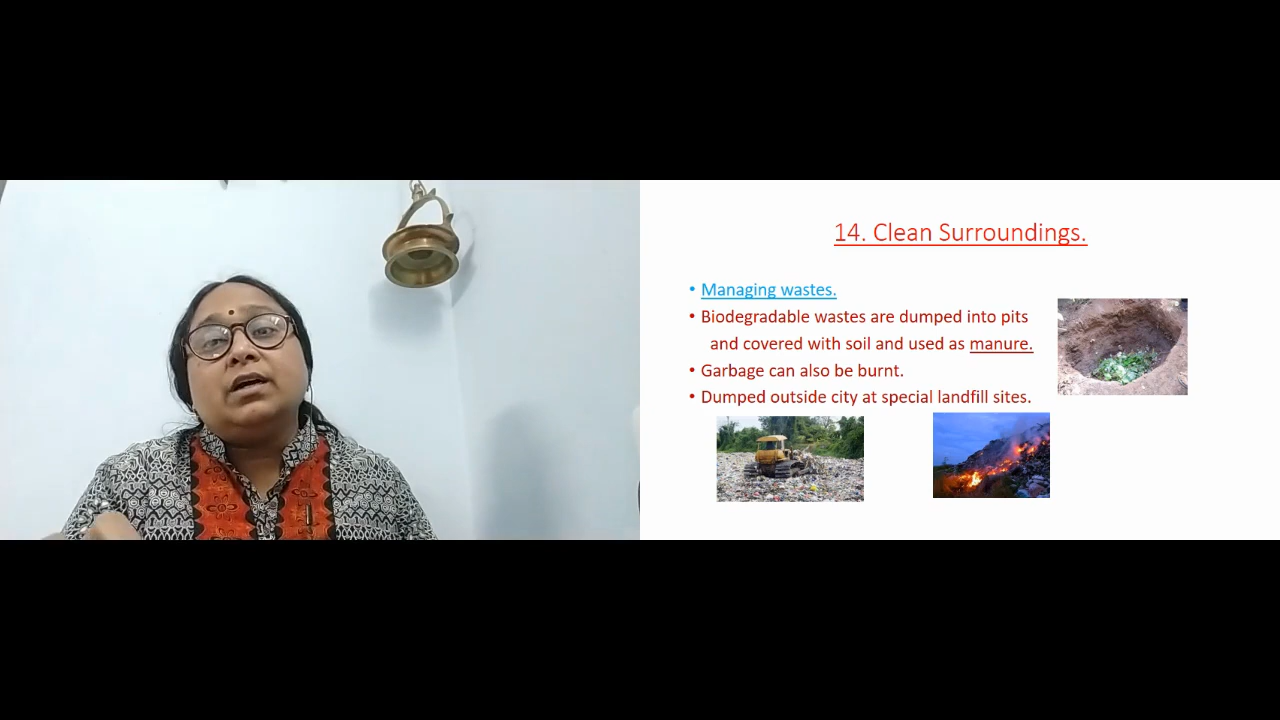 14. Clean Surroundings.
• Managing wastes.
• Biodegradable wastes are dumped into pits
and covered with soil and used as manure.
• Garbage can also be burnt.
• Dumped outside city at special landfill sites.